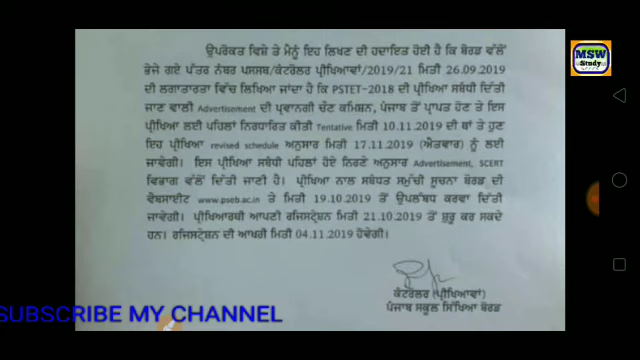 ਉਪਰੋਕਤ ਵਿਸ਼ੇ ਤੇ ਮੈਨੂੰ ਇਹ ਲਿਖਣ ਦੀ ਹਦਾਇਤ ਹੋਈ ਹੈ ਕਿ ਬੋਰਡ ਵੱਲੋਂ
ਭੇਜੇ ਗਏ ਪੱਤਰ ਨੰਬਰ ਪਸਸਬ/ਕੰਟਰੋਲਰ ਪ੍ਰੀਖਿਆਵਾਂ/2019/21 ਮਿਤੀ 26.09.2019
ਦੀ ਲਗਾਤਾਰਤਾ ਵਿੱਚ ਲਿਖਿਆ ਜਾਂਦਾ ਹੈ ਕਿ PSTET-2018 ਦੀ ਪ੍ਰੀਖਿਆ ਸਬੰਧੀ ਦਿੱਤੀ
ਜਾਣ ਵਾਲੀ Advertisement ਦੀ ਪ੍ਰਵਾਨਗੀ ਚੋਣ ਕਮਿਸ਼ਨ, ਪੰਜਾਬ ਤੋਂ ਪ੍ਰਾਪਤ ਹੋਣ ਤੇ ਇਸ
ਪ੍ਰੀਖਿਆ ਲਈ ਪਹਿਲਾਂ ਨਿਰਧਾਰਿਤ ਕੀਤੀ Tentative ਮਿਤੀ 10.11.2019 ਦੀ ਥਾਂ ਤੇ ਹੁਣ
ਇਹ ਪ੍ਰੀਖਿਆ revised schedule ਅਨੁਸਾਰ ਮਿਤੀ 17.11.2019 (ਐਤਵਾਰ) ਨੂੰ ਲਈ
ਜਾਵੇਗੀ। ਇਸ ਪ੍ਰੀਖਿਆ ਸਬੰਧੀ ਪਹਿਲਾਂ ਹੋਏ ਨਿਰਣੇ ਅਨੁਸਾਰ Advertisement, SCERT
ਵਿਭਾਗ ਵੱਲੋਂ ਦਿੱਤੀ ਜਾਣੀ ਹੈ। ਪ੍ਰੀਖਿਆ ਨਾਲ ਸਬੰਧਤ ਸਮੁੱਚੀ ਸੂਚਨਾ ਬੋਰਡ ਦੀ
ਵੈਬਸਾਈਟ www.pseb.ac.in ਤੇ ਮਿਤੀ 19.10.2019 ਤੋਂ ਉਪਲੱਬਧ ਕਰਵਾ ਦਿੱਤੀ
ਜਾਵੇਗੀ। ਪ੍ਰੀਖਿਆਰਥੀ ਆਪਣੀ ਰਜਿਸਟ੍ਰੇਸ਼ਨ ਮਿਤੀ 21.10.2019 ਤੋਂ ਸ਼ੁਰੂ ਕਰ ਸਕਦੇ
ਹਨ। ਰਜਿਸਟ੍ਰੇਸ਼ਨ ਦੀ ਆਖਰੀ ਮਿਤੀ 04.11.2019 ਹੋਵੇਗੀ।
ਕੰਟਰੋਲਰ (ਪ੍ਰੀਖਿਆਵਾਂ)
ਪੰਜਾਬ ਸਕੂਲ ਸਿੱਖਿਆ ਬੋਰਡ
MSW
Study
SUBSCRIBE MY CHANNEL